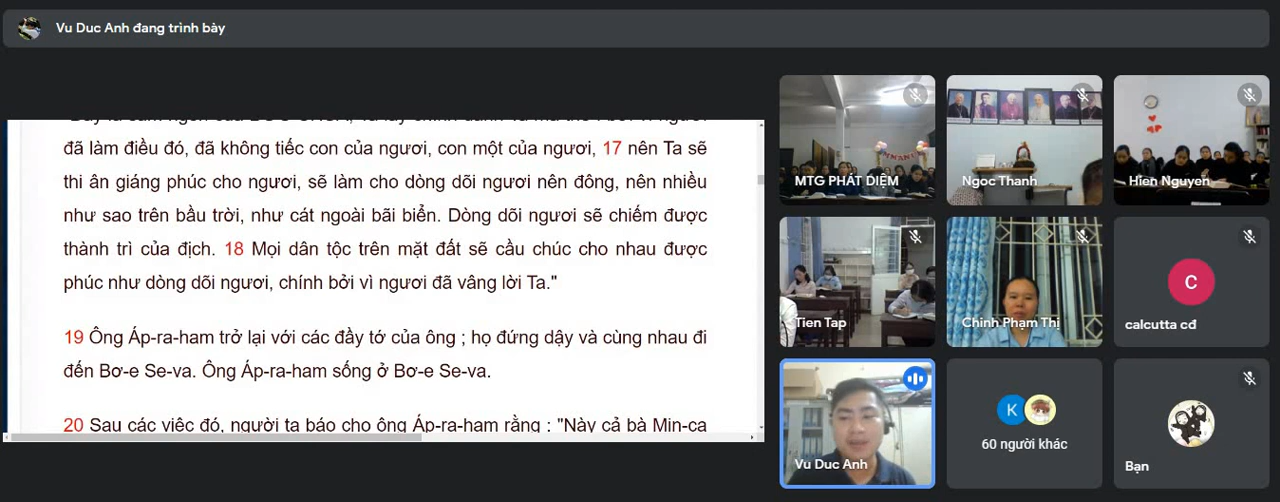 Vu Duc Anh đang trình bày
đã làm điều đó, đã không tiếc con của ngươi, con một của ngươi, 17 nên Ta sẽ
thi ân giáng phúc cho ngươi, sẽ làm cho dòng dõi ngươi nên đông, nên nhiều
như sao trên bầu trời, như cát ngoài bãi biển. Dòng dõi ngươi sẽ chiếm được
thành trì của địch. 18 Mọi dân tộc trên mặt đất sẽ cầu chúc cho nhau được
phúc như dòng dõi ngươi, chính bởi vì ngươi đã vâng lời Ta."
19 Ông Áp-ra-ham trở lại với các đầy tớ của ông ; họ đứng dậy và cùng nhau đi
đến Bơ-e Se-va. Ông Áp-ra-ham sống ở Bơ-e Se-va.
20 Sau các việc đó, người ta báo cho ông Áp-ra-ham rằng : "Này cả bà Min-ca
MTG PHÁT DIỆM
Ngoc Thanh
Hien Nguyen
Tien Tap
Chinh Phạm Thị
C
calcutta cđ
Vu Duc Anh
K
60 người khác
Bạn